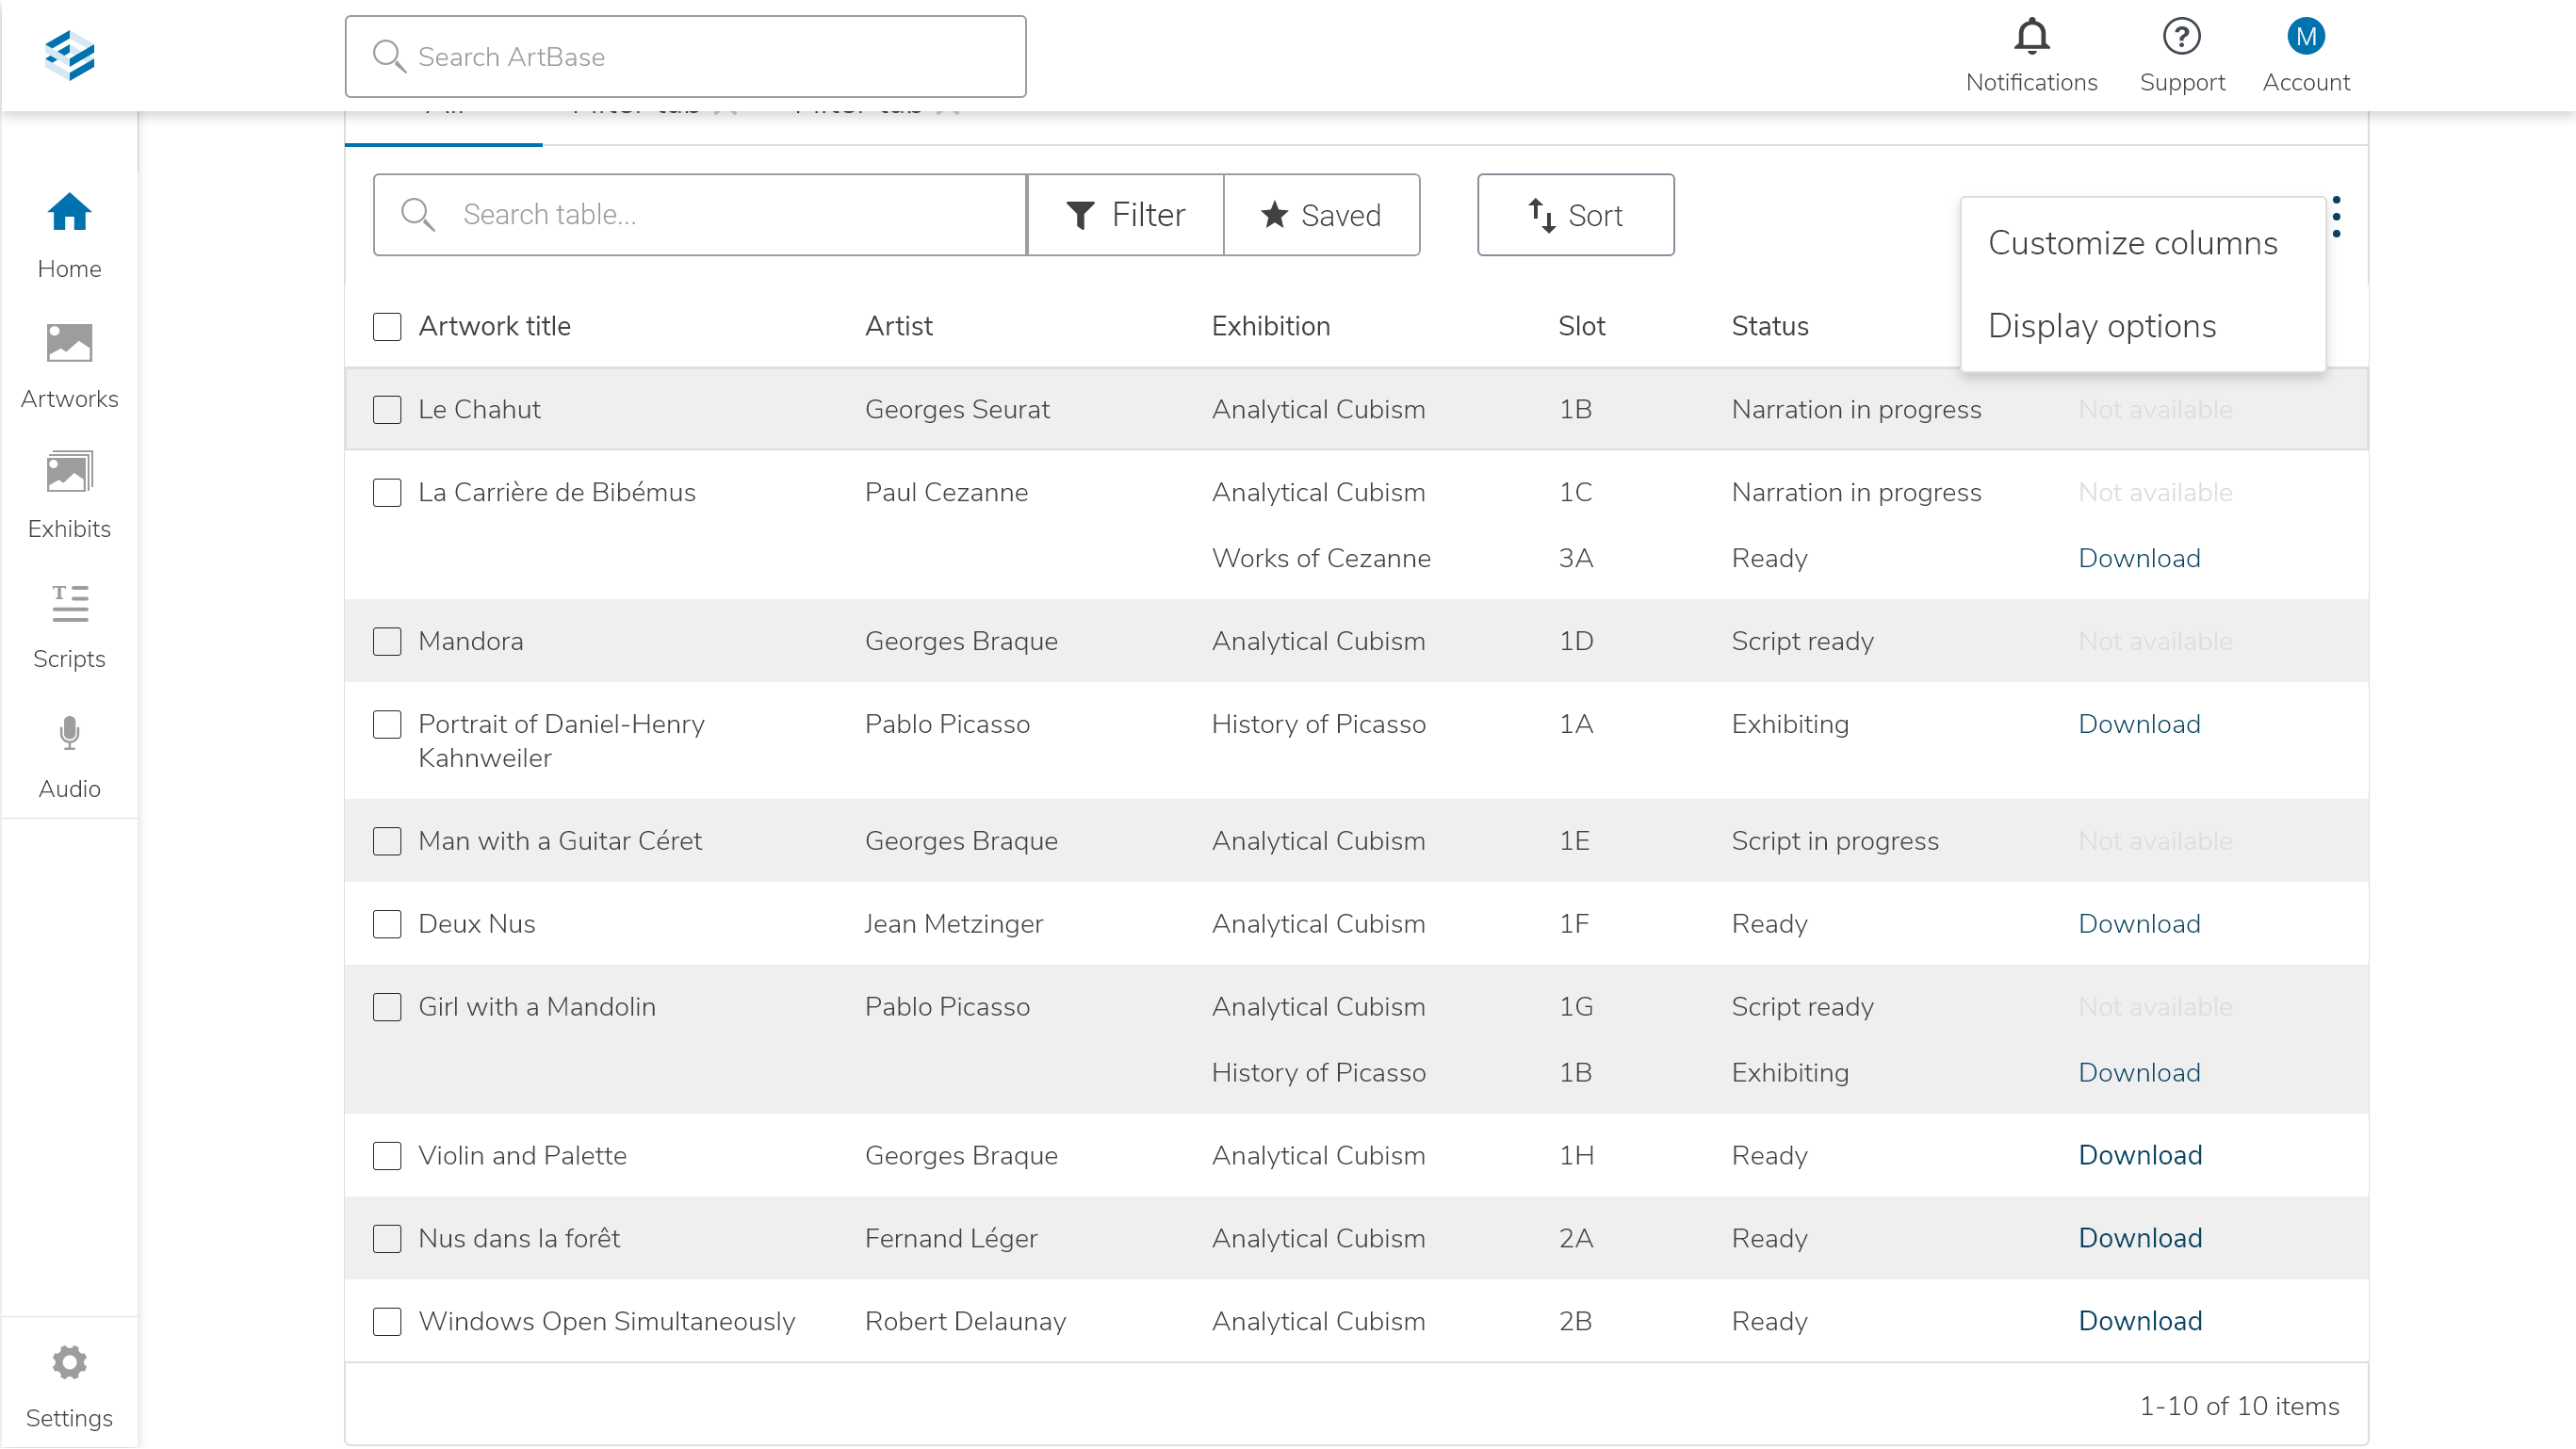 Search ArtBase
Notifications
Support
M
Account
All
Filter tab
Filter tab
Search table...
Filter
Saved
Sort
Customize columns
Display options
Home
Artworks
Exhibits
Scripts
Audio
Settings
Artwork title Artist Exhibition Slot Status
Le Chahut Georges Seurat Analytical Cubism 1B Narration in progress Not available
La Carrière de Bibémus Paul Cezanne Analytical Cubism 1C Narration in progress Not available
Works of Cezanne 3A Ready Download
Mandora Georges Braque Analytical Cubism 1D Script ready Not available
Portrait of Daniel-Henry Pablo Picasso History of Picasso 1A Exhibiting Download
Kahnweiler
Man with a Guitar Céret Georges Braque Analytical Cubism 1E Script in progress Not available
Deux Nus Jean Metzinger Analytical Cubism 1F Ready Download
Girl with a Mandolin Pablo Picasso Analytical Cubism 1G Script ready Not available
History of Picasso 1B Exhibiting Download
Violin and Palette Georges Braque Analytical Cubism 1H Ready Download
Nus dans la forêt Fernand Léger Analytical Cubism 2A Ready Download
Windows Open Simultaneously Robert Delaunay Analytical Cubism 2B Ready Download
1-10 of 10 items